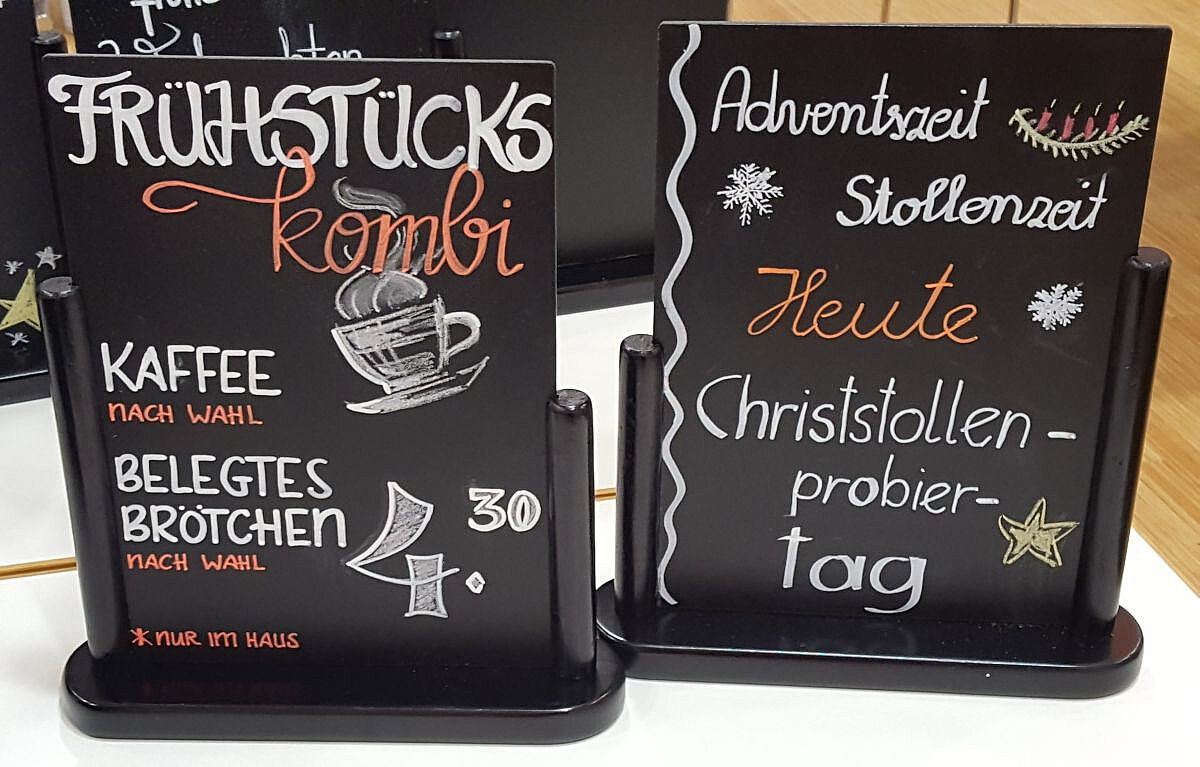 FRÜHSTÜCKS
kombi
KAFFEE
NACH WAHL
BELEGTES
BRÖTCHEN
NACH WAHL
4.30
*NUR IM HAUS
Adventszeit
Stollenzeit
Heute
Christstollen-
probier-
tag